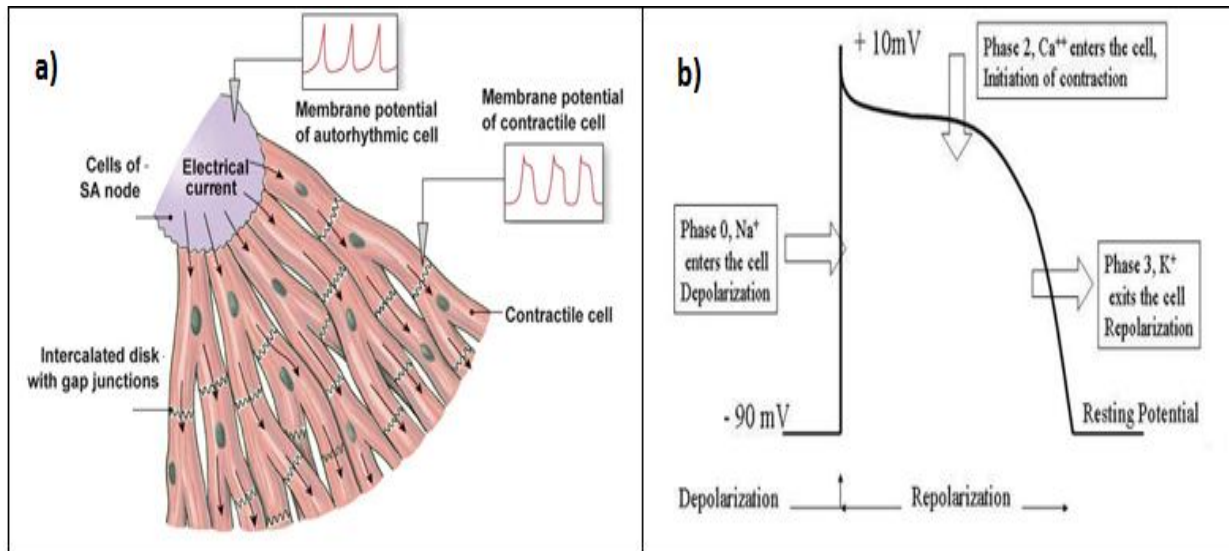 a)
Membrane potential
of autorhythmic cell
Membrane potential
of contractile cell
Cells of -
SA node
Electrical
current
Contractile cell
Intercalated disk
with gap junctions
b)
+ 10mV
Phase 2, Ca⁺⁺ enters the cell,
Initiation of contraction
Phase 0, Na⁺
enters the cell
Depolarization
Phase 3, K⁺
exits the cell
Repolarization
- 90 mV
Resting Potential
Depolarization
Repolarization